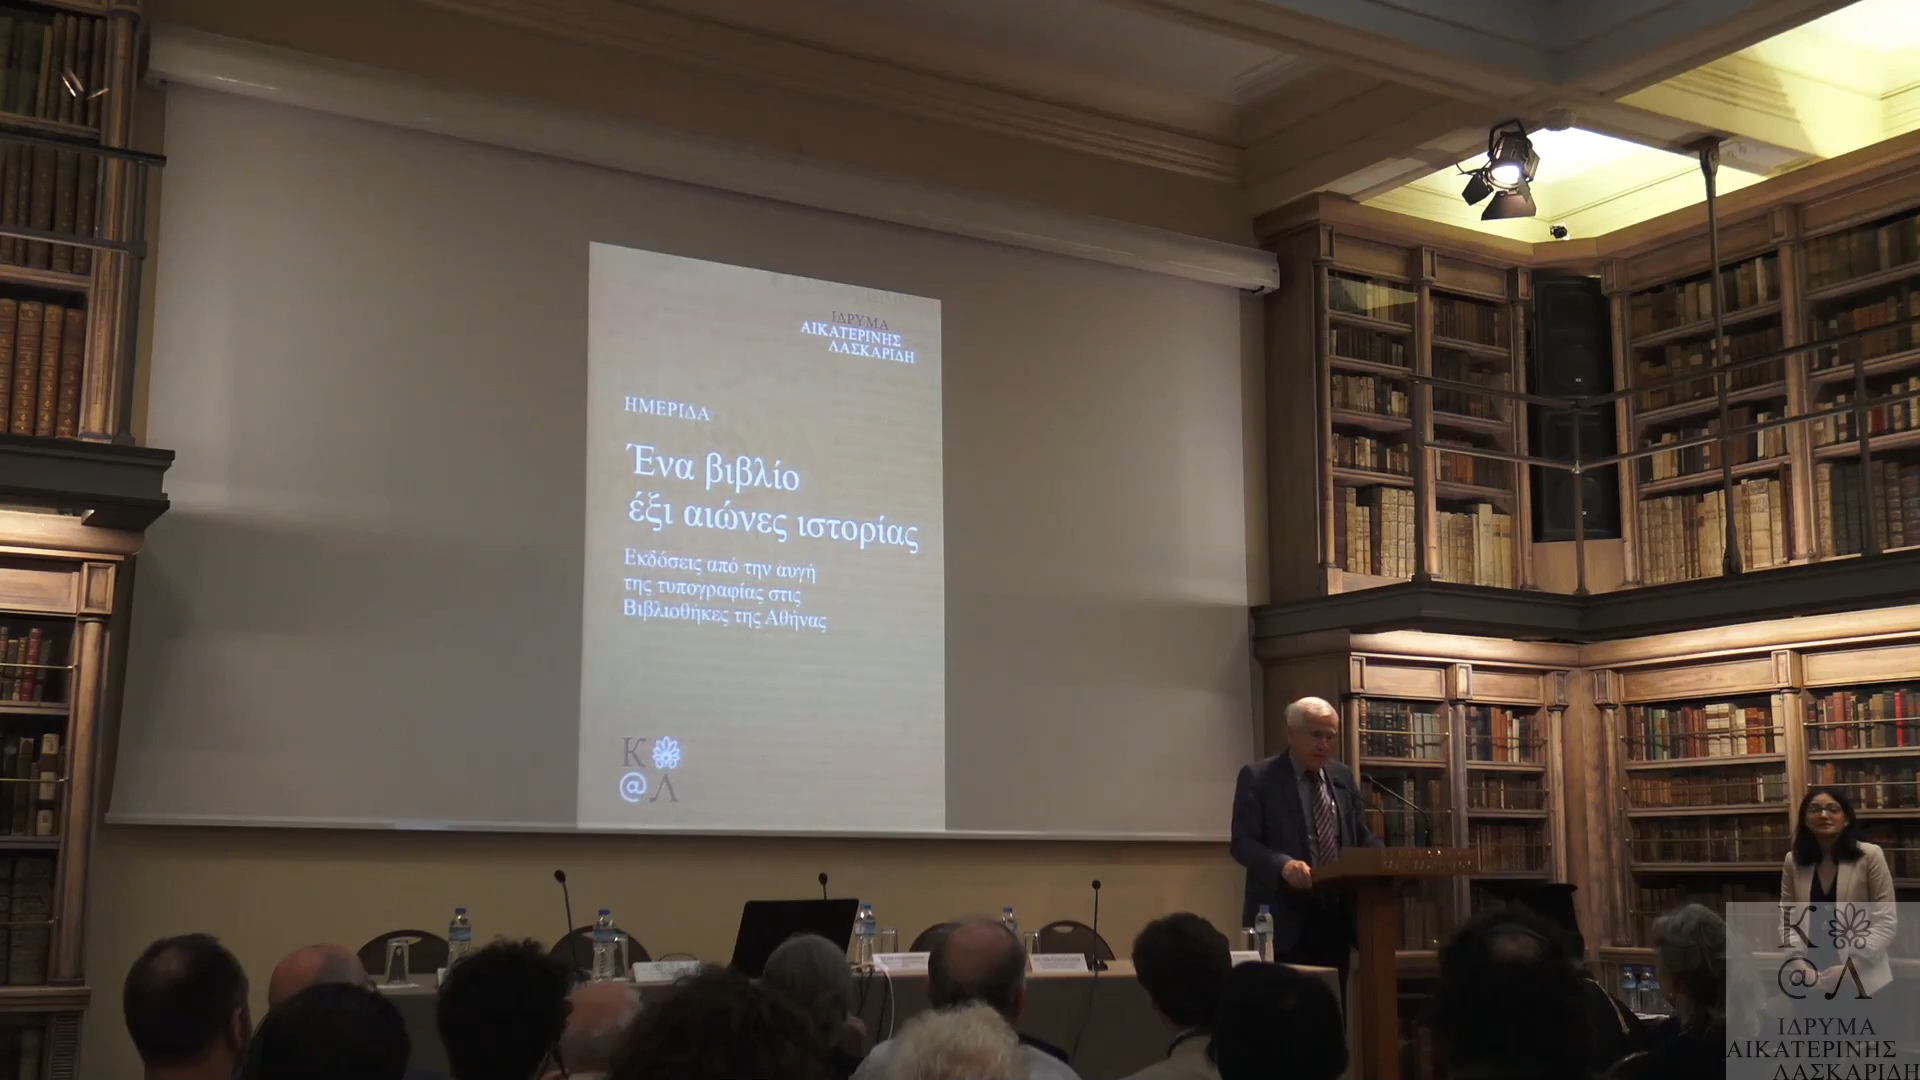 ΙΔΡΥΜΑ
ΑΙΚΑΤΕΡΙΝΗΣ
ΛΑΣΚΑΡΙΔΗ
ΗΜΕΡΙΔΑ
Ένα βιβλίο
έξι αιώνες ιστορίας
Εκδόσεις από την αυγή
της τυπογραφίας στις
Βιβλιοθήκες της Αθήνας
Κ
@ Λ
Κ
@ Λ
ΙΔΡΥΜΑ
ΑΙΚΑΤΕΡΙΝΗΣ
ΛΑΣΚΑΡΙΔΗ